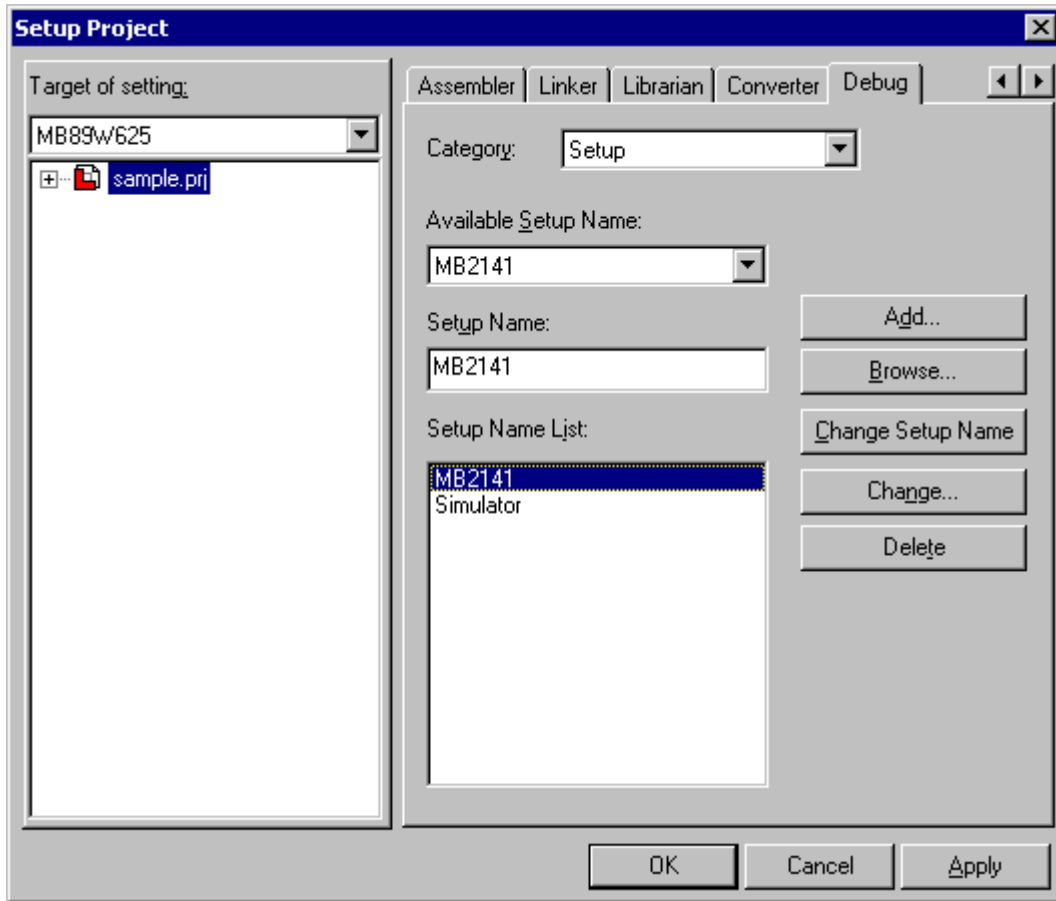 Setup Project
Target of setting:
MB89W625
sample.prj
Assembler Linker Librarian Converter Debug
Category: Setup
Available Setup Name:
MB2141
Setup Name:
MB2141
Setup Name List:
MB2141
Simulator
Add...
Browse...
Change Setup Name
Change...
Delete
OK Cancel Apply